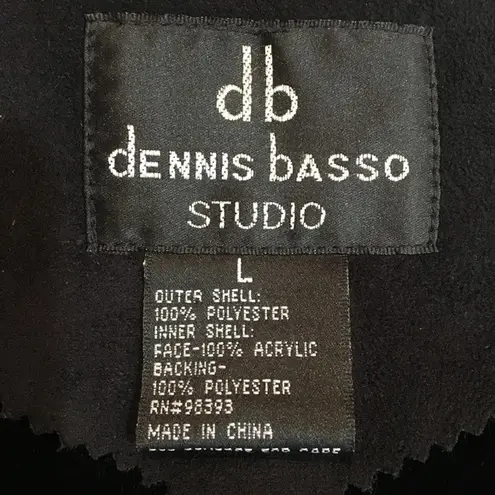 db
dENNIS bASSO
STUDIO
L
OUTER SHELL:
100% POLYESTER
INNER SHELL:
FACE-100% ACRYLIC
BACKING-
100% POLYESTER
RN#98393
MADE IN CHINA